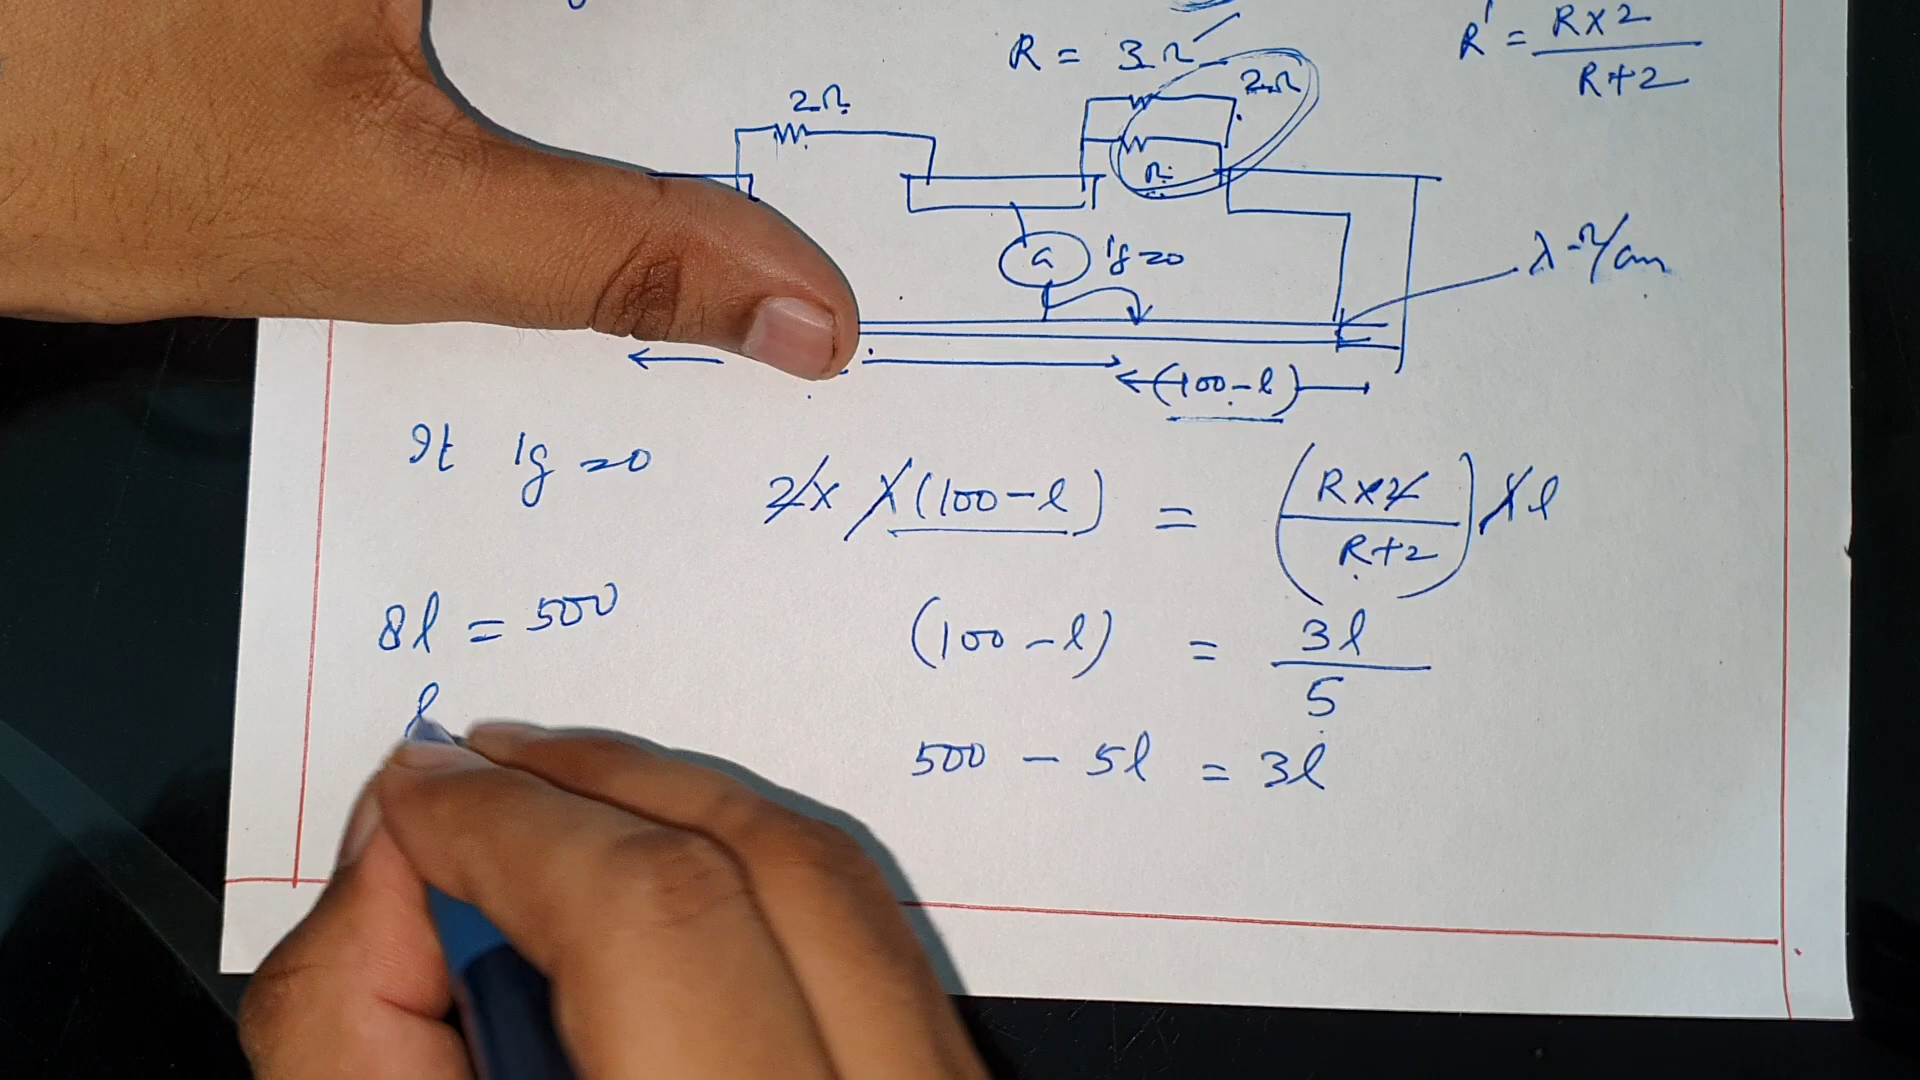 R = 3Ω
R' = R×2 / R+2
2Ω
2Ω
R
G Ig=0
λ Ω/cm
(100-l)
It Ig=0
2×λ(100-l) = (R×2 / R+2) λl
8l = 500
(100-l) = 3l / 5
l
500 - 5l = 3l